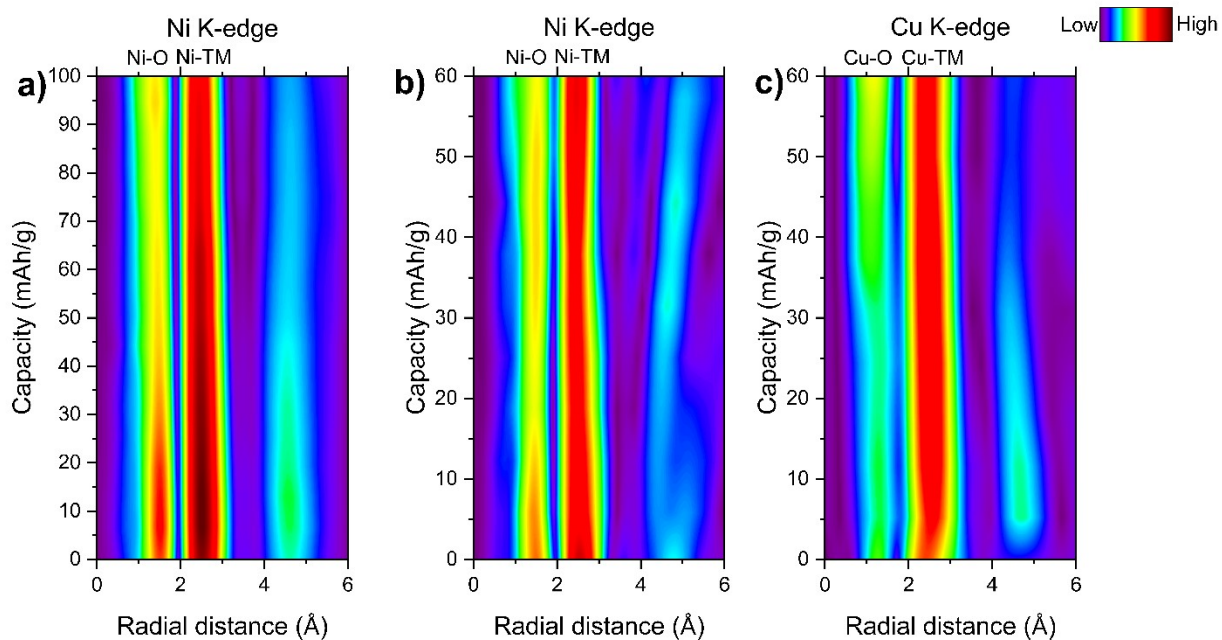 Ni K-edge
Ni-O Ni-TM
a)
100
90
80
70
60
50
40
30
20
10
0
Capacity (mAh/g)
0 2 4 6
Radial distance (Å)
Ni K-edge
Ni-O Ni-TM
b)
60
50
40
30
20
10
0
Capacity (mAh/g)
0 2 4 6
Radial distance (Å)
Low High
Cu K-edge
Cu-O Cu-TM
c)
60
50
40
30
20
10
0
Capacity (mAh/g)
0 2 4 6
Radial distance (Å)